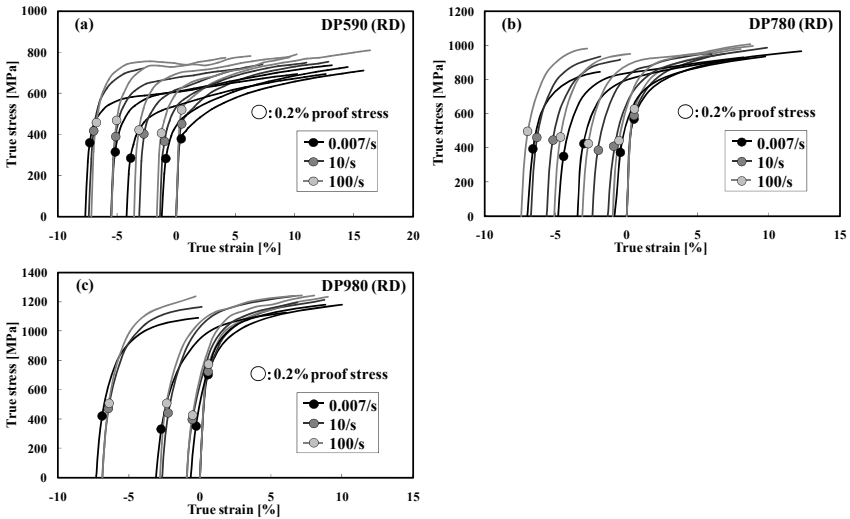 (a)
DP590 (RD)
1000
800
600
400
200
0
True stress [MPa]
○: 0.2% proof stress
0.007/s
10/s
100/s
-10
-5
0
5
10
15
20
True strain [%]
(b)
DP780 (RD)
1200
1000
800
600
400
200
0
True stress [MPa]
○: 0.2% proof stress
0.007/s
10/s
100/s
-10
-5
0
5
10
15
True strain [%]
(c)
DP980 (RD)
1400
1200
1000
800
600
400
200
0
True stress [MPa]
○: 0.2% proof stress
0.007/s
10/s
100/s
-10
-5
0
5
10
15
True strain [%]